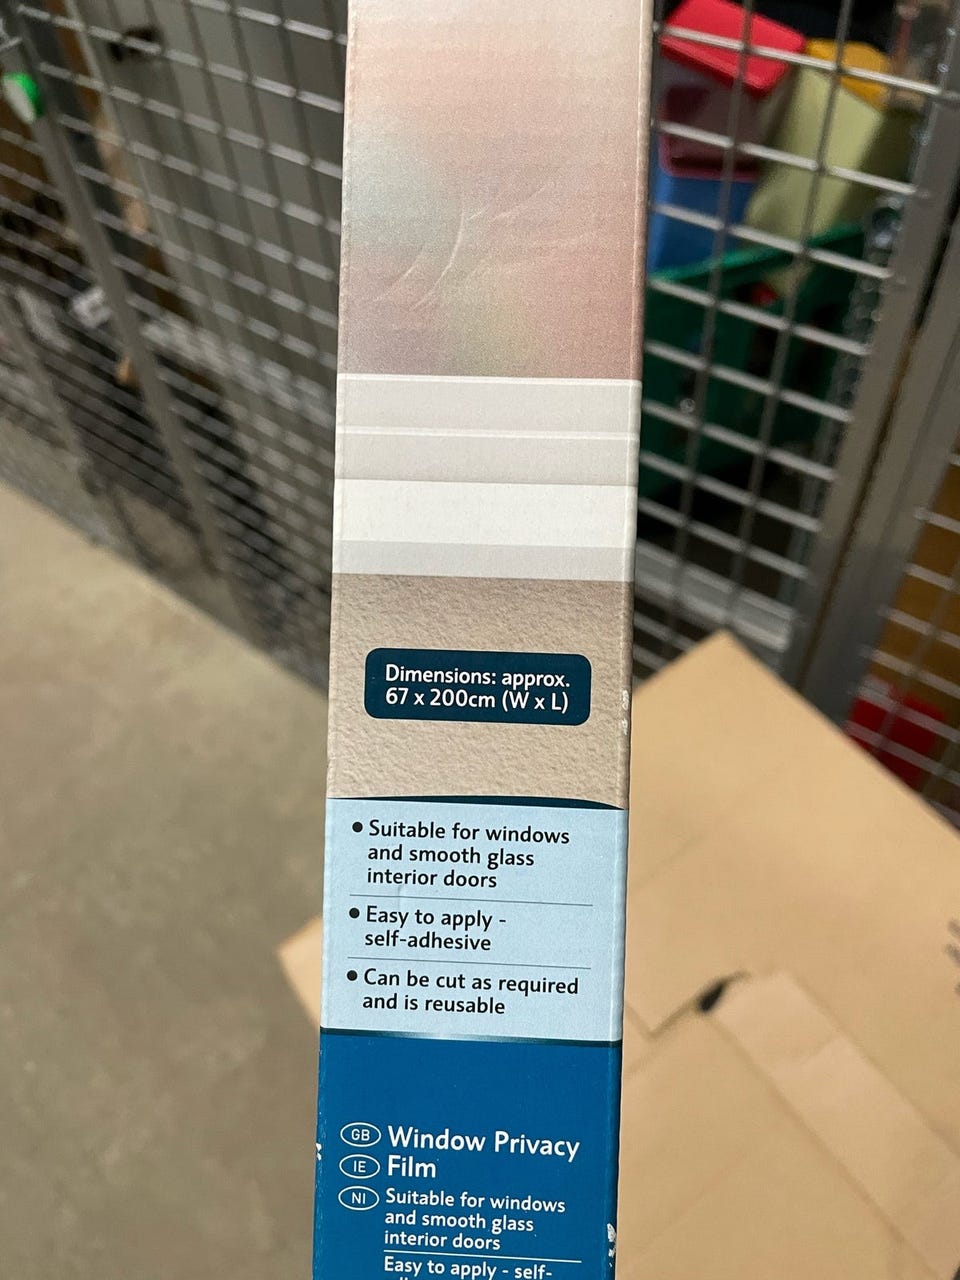 Dimensions: approx.
67 x 200cm (W x L)
● Suitable for windows
and smooth glass
interior doors
● Easy to apply -
self-adhesive
● Can be cut as required
and is reusable
GB Window Privacy
IE Film
NI Suitable for windows
and smooth glass
interior doors
Easy to apply - self-